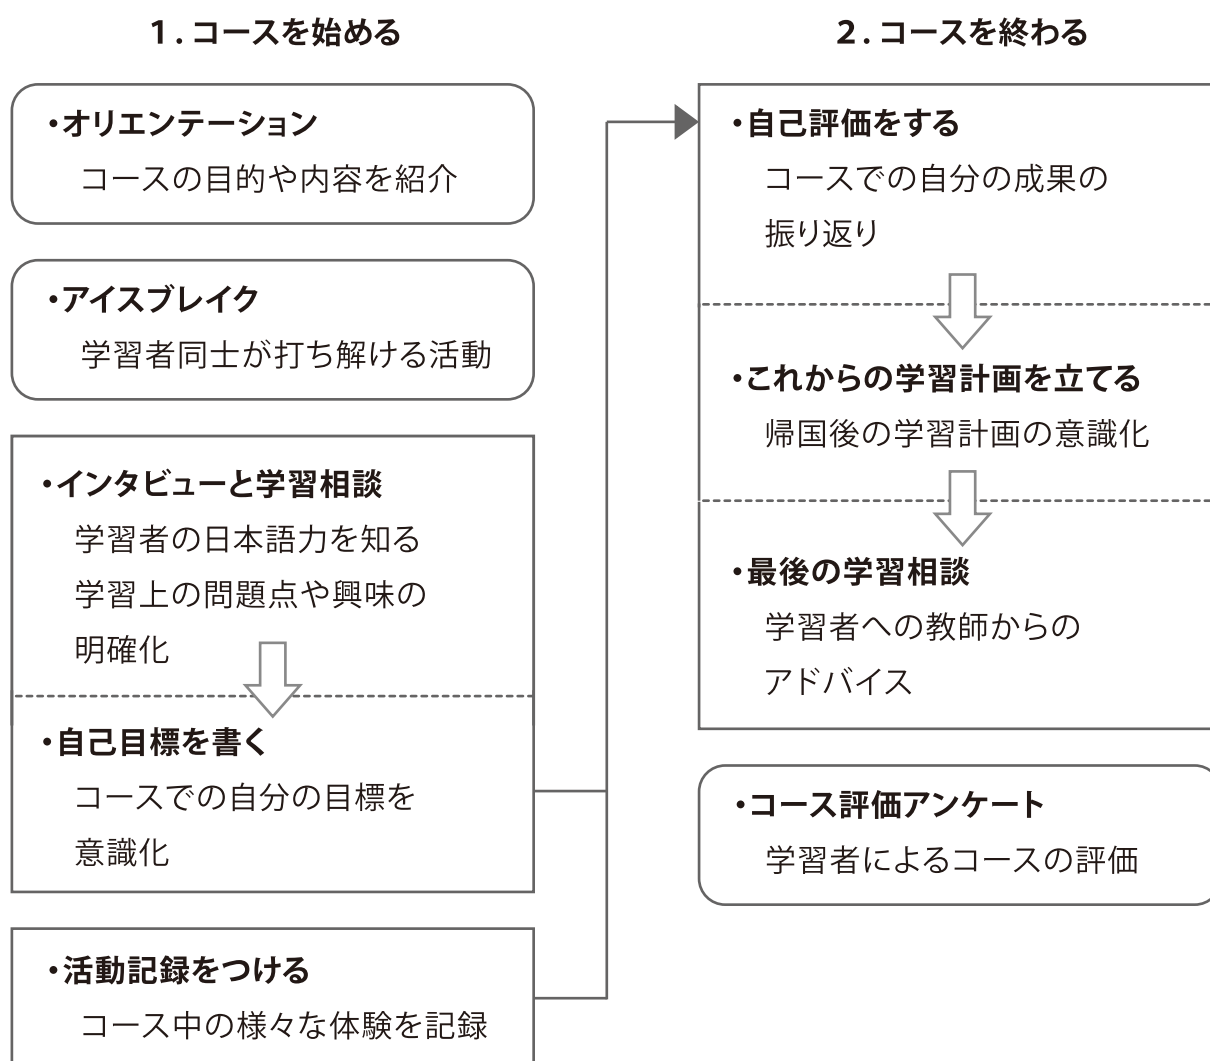 1. コースを始める
・オリエンテーション
コースの目的や内容を紹介
・アイスブレイク
学習者同士が打ち解ける活動
・インタビューと学習相談
学習者の日本語力を知る
学習上の問題点や興味の
明確化
・自己目標を書く
コースでの自分の目標を
意識化
・活動記録をつける
コース中の様々な体験を記録
2. コースを終わる
・自己評価をする
コースでの自分の成果の
振り返り
・これからの学習計画を立てる
帰国後の学習計画の意識化
・最後の学習相談
学習者への教師からの
アドバイス
・コース評価アンケート
学習者によるコースの評価